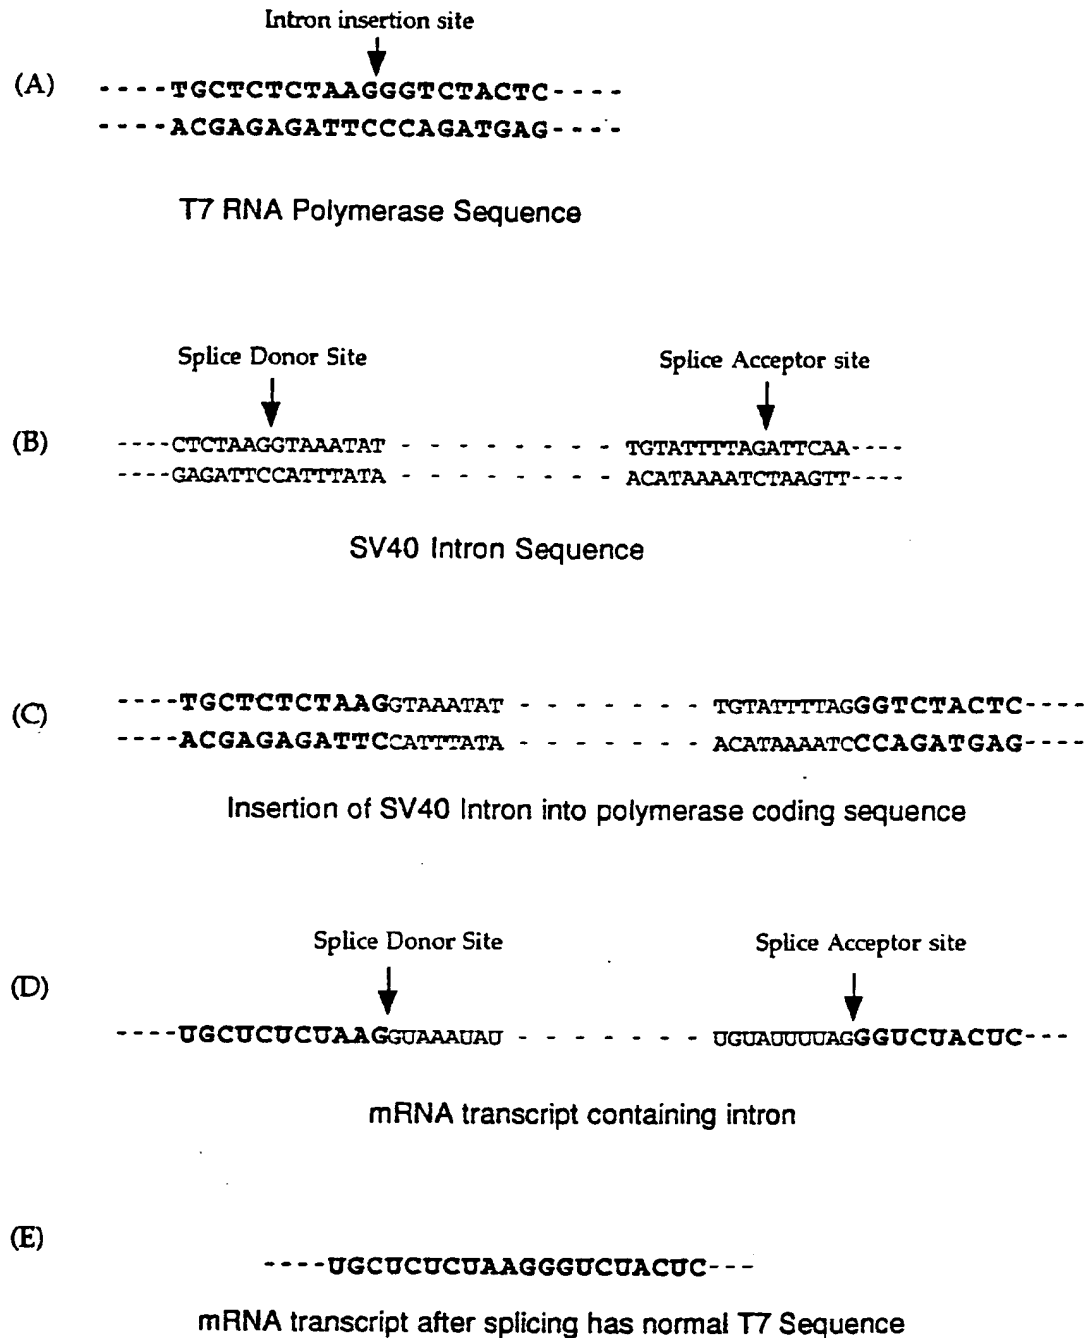 Intron insertion site
(A) ----TGCTCTCTAAGGGTCTACTC----
----ACGAGAGATTCCCAGATGAG----
T7 RNA Polymerase Sequence
Splice Donor Site Splice Acceptor site
(B) ----CTCTAAGGTAAATAT - - - - - - - - TGTATTTTAGATTCAA----
----GAGATTCCATTTATA - - - - - - - - ACATAAAATCTAAGTT----
SV40 Intron Sequence
(C) ----TGCTCTCTAAGGTAAATAT - - - - - - - TGTATTTTAGGGTCTACTC----
----ACGAGAGATTCCATTTATA - - - - - - - ACATAAAATCCCAGATGAG----
Insertion of SV40 Intron into polymerase coding sequence
Splice Donor Site Splice Acceptor site
(D) ----UGCUCUCUAAGGUAAAUAU - - - - - - - UGUAUUUUAGGGUCUACUC---
mRNA transcript containing intron
(E) ----UGCUCUCUAAGGGUCUACUC---
mRNA transcript after splicing has normal T7 Sequence